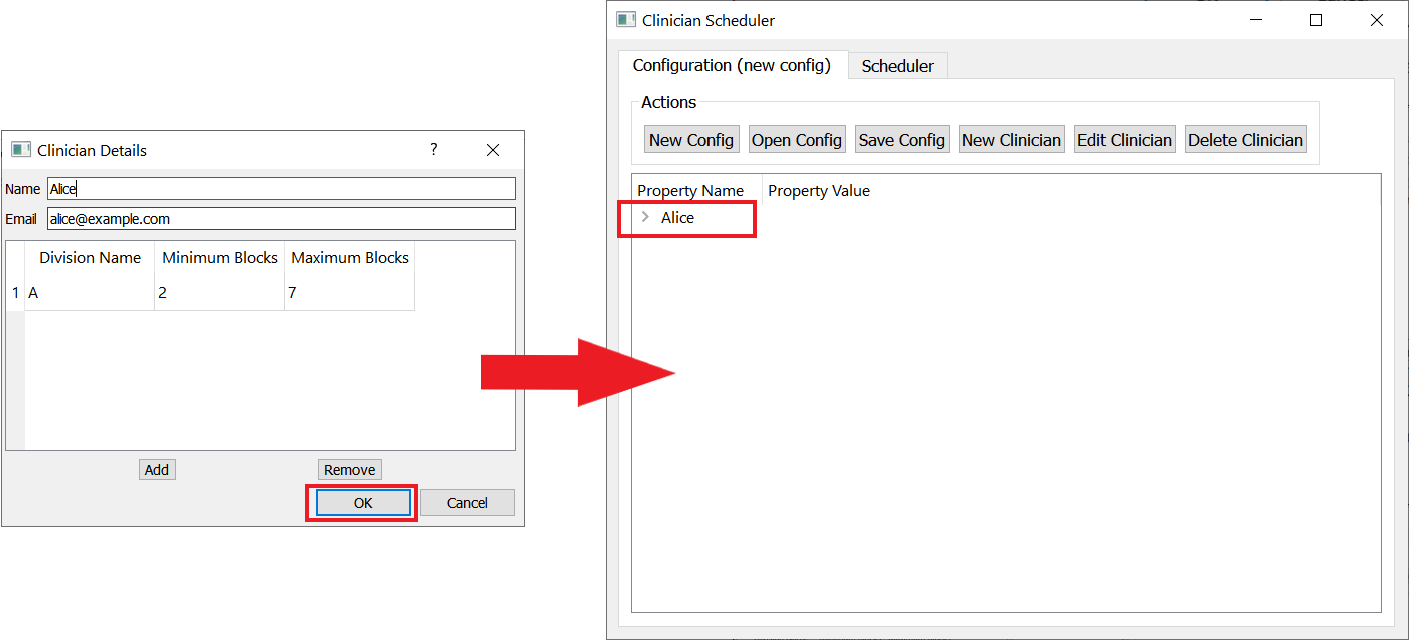 Clinician Details ?
Name Alice
Email alice@example.com
Division Name Minimum Blocks Maximum Blocks
1 A 2 7
Add Remove
OK Cancel
Clinician Scheduler
Configuration (new config) Scheduler
Actions
New Config Open Config Save Config New Clinician Edit Clinician Delete Clinician
Property Name Property Value
Alice